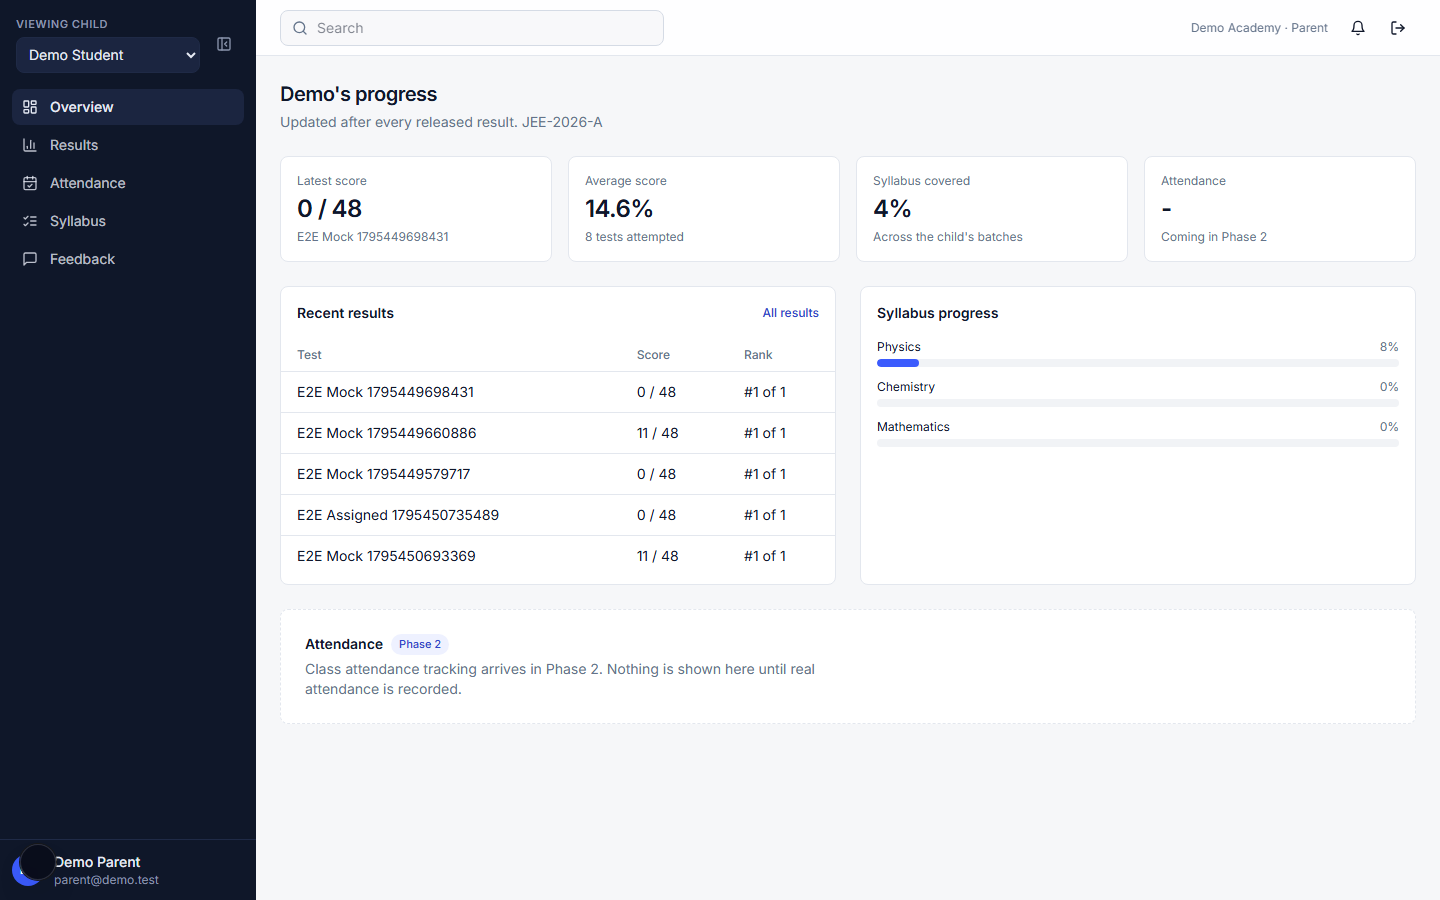 VIEWING CHILD
Demo Student
Overview
Results
Attendance
Syllabus
Feedback
Demo Parent
parent@demo.test
Search
Demo Academy · Parent
Demo's progress
Updated after every released result. JEE-2026-A
Latest score
0 / 48
E2E Mock 1795449698431
Average score
14.6%
8 tests attempted
Syllabus covered
4%
Across the child's batches
Attendance
-
Coming in Phase 2
Recent results All results
Test Score Rank
E2E Mock 1795449698431 0 / 48 #1 of 1
E2E Mock 1795449660886 11 / 48 #1 of 1
E2E Mock 1795449579717 0 / 48 #1 of 1
E2E Assigned 1795450735489 0 / 48 #1 of 1
E2E Mock 1795450693369 11 / 48 #1 of 1
Syllabus progress
Physics 8%
Chemistry 0%
Mathematics 0%
Attendance Phase 2
Class attendance tracking arrives in Phase 2. Nothing is shown here until real
attendance is recorded.